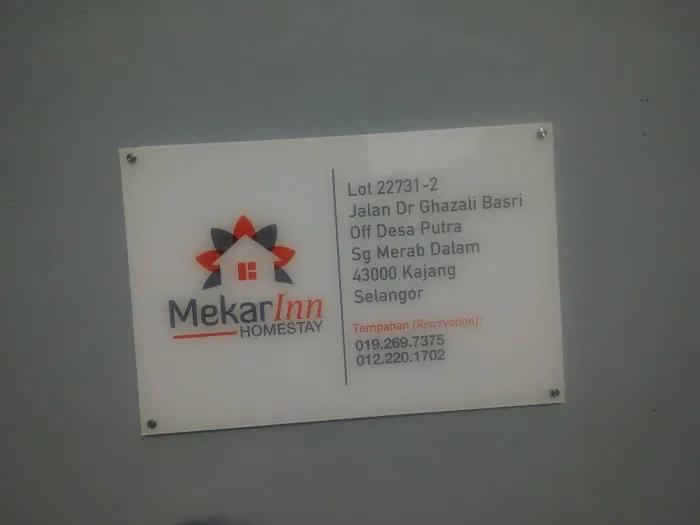 MekarInn
HOMESTAY
Lot 22731-2
Jalan Dr Ghazali Basri
Off Desa Putra
Sg Merab Dalam
43000 Kajang
Selangor
Tempahan (Reservation):
019.269.7375
012.220.1702